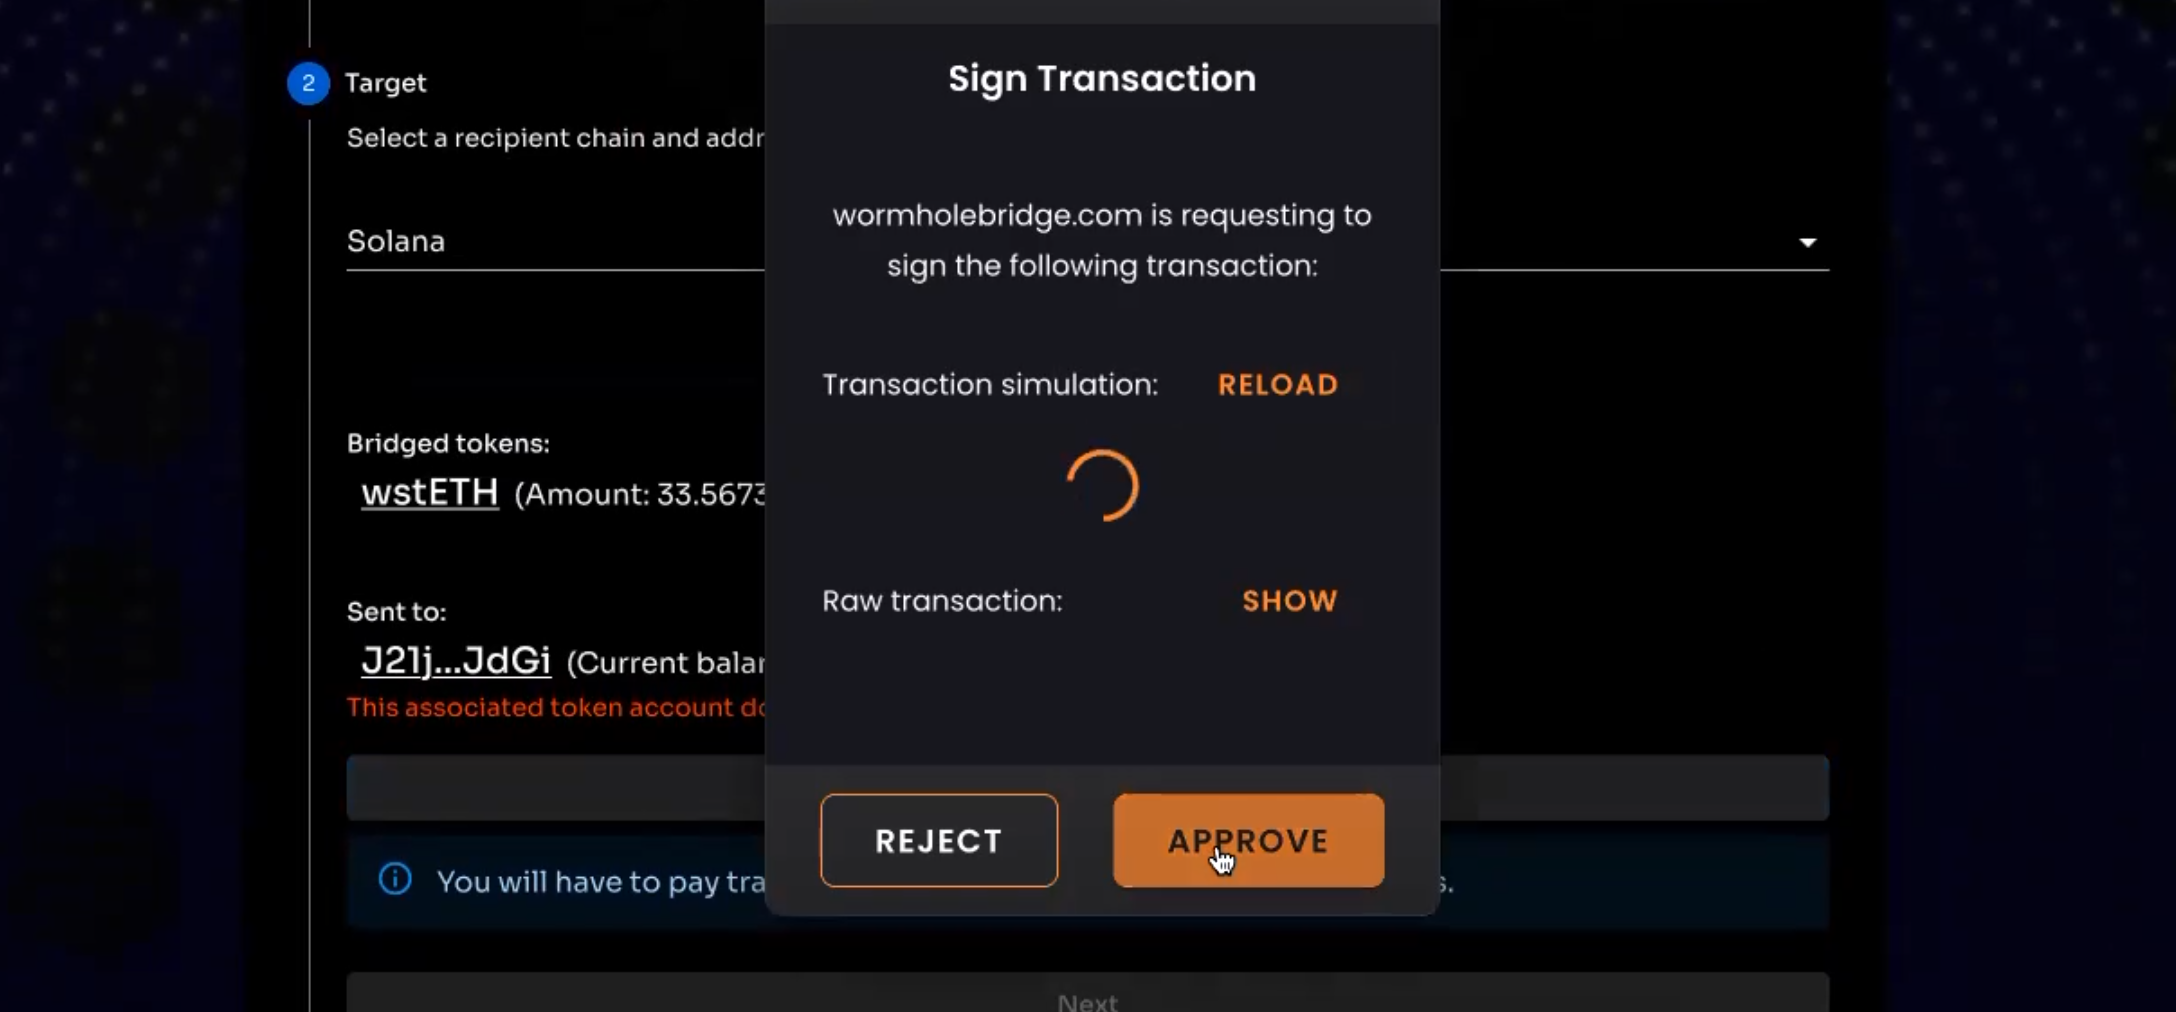 2
Target
Select a recipient chain and addr
Solana
Bridged tokens:
wstETH (Amount: 33.5673
Sent to:
J21j...JdGi (Current balan
This associated token account do
You will have to pay tra
s.
Next
Sign Transaction
wormholebridge.com is requesting to
sign the following transaction:
Transaction simulation: RELOAD
Raw transaction: SHOW
REJECT APPROVE